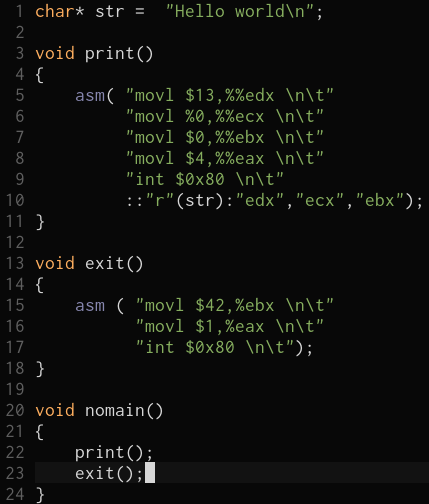 1 char* str =  "Hello world\n";
2
3 void print()
4 {
5     asm( "movl $13,%%edx \n\t"
6          "movl %0,%%ecx \n\t"
7          "movl $0,%%ebx \n\t"
8          "movl $4,%%eax \n\t"
9          "int $0x80 \n\t"
10          ::"r"(str):"edx","ecx","ebx");
11 }
12
13 void exit()
14 {
15     asm ( "movl $42,%ebx \n\t"
16           "movl $1,%eax \n\t"
17           "int $0x80 \n\t");
18 }
19
20 void nomain()
21 {
22     print();
23     exit();
24 }